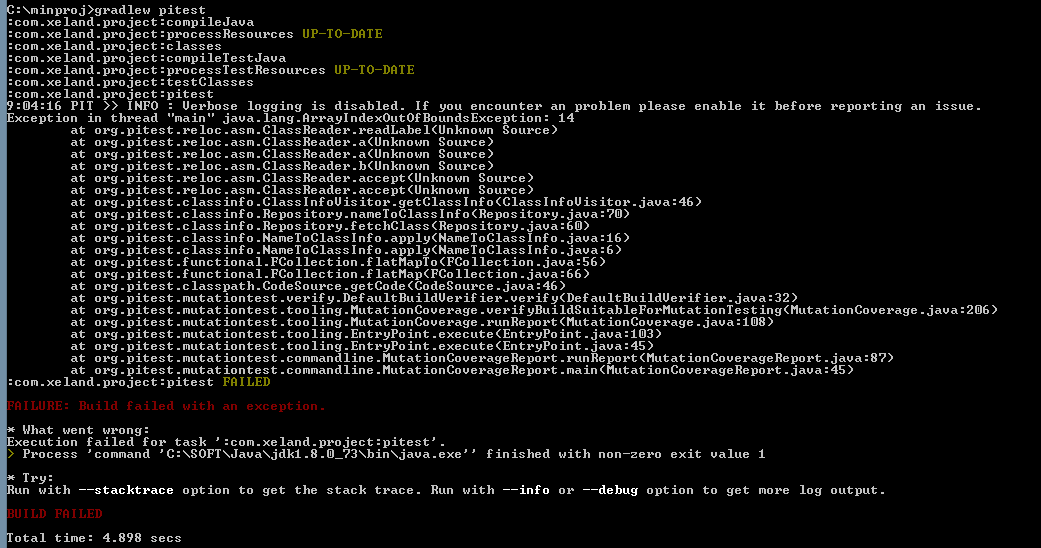 C:\minproj>gradlew pitest
:com.xeland.project:compileJava
:com.xeland.project:processResources UP-TO-DATE
:com.xeland.project:classes
:com.xeland.project:compileTestJava
:com.xeland.project:processTestResources UP-TO-DATE
:com.xeland.project:testClasses
:com.xeland.project:pitest
9:04:16 PIT >> INFO : Verbose logging is disabled. If you encounter an problem please enable it before reporting an issue.
Exception in thread "main" java.lang.ArrayIndexOutOfBoundsException: 14
at org.pitest.reloc.asm.ClassReader.readLabel(Unknown Source)
at org.pitest.reloc.asm.ClassReader.a(Unknown Source)
at org.pitest.reloc.asm.ClassReader.a(Unknown Source)
at org.pitest.reloc.asm.ClassReader.b(Unknown Source)
at org.pitest.reloc.asm.ClassReader.accept(Unknown Source)
at org.pitest.reloc.asm.ClassReader.accept(Unknown Source)
at org.pitest.classinfo.ClassInfoVisitor.getClassInfo(ClassInfoVisitor.java:46)
at org.pitest.classinfo.Repository.nameToClassInfo(Repository.java:70)
at org.pitest.classinfo.Repository.fetchClass(Repository.java:60)
at org.pitest.classinfo.NameToClassInfo.apply(NameToClassInfo.java:16)
at org.pitest.classinfo.NameToClassInfo.apply(NameToClassInfo.java:6)
at org.pitest.functional.FCollection.flatMapTo(FCollection.java:56)
at org.pitest.functional.FCollection.flatMap(FCollection.java:66)
at org.pitest.classpath.CodeSource.getCode(CodeSource.java:46)
at org.pitest.mutationtest.verify.DefaultBuildVerifier.verify(DefaultBuildVerifier.java:32)
at org.pitest.mutationtest.tooling.MutationCoverage.verifyBuildSuitableForMutationTesting(MutationCoverage.java:206)
at org.pitest.mutationtest.tooling.MutationCoverage.runReport(MutationCoverage.java:108)
at org.pitest.mutationtest.tooling.EntryPoint.execute(EntryPoint.java:103)
at org.pitest.mutationtest.tooling.EntryPoint.execute(EntryPoint.java:45)
at org.pitest.mutationtest.commandline.MutationCoverageReport.runReport(MutationCoverageReport.java:87)
at org.pitest.mutationtest.commandline.MutationCoverageReport.main(MutationCoverageReport.java:45)
:com.xeland.project:pitest FAILED
FAILURE: Build failed with an exception.
* What went wrong:
Execution failed for task ':com.xeland.project:pitest'.
> Process 'command 'C:\SOFT\Java\jdk1.8.0_73\bin\java.exe'' finished with non-zero exit value 1
* Try:
Run with --stacktrace option to get the stack trace. Run with --info or --debug option to get more log output.
BUILD FAILED
Total time: 4.898 secs